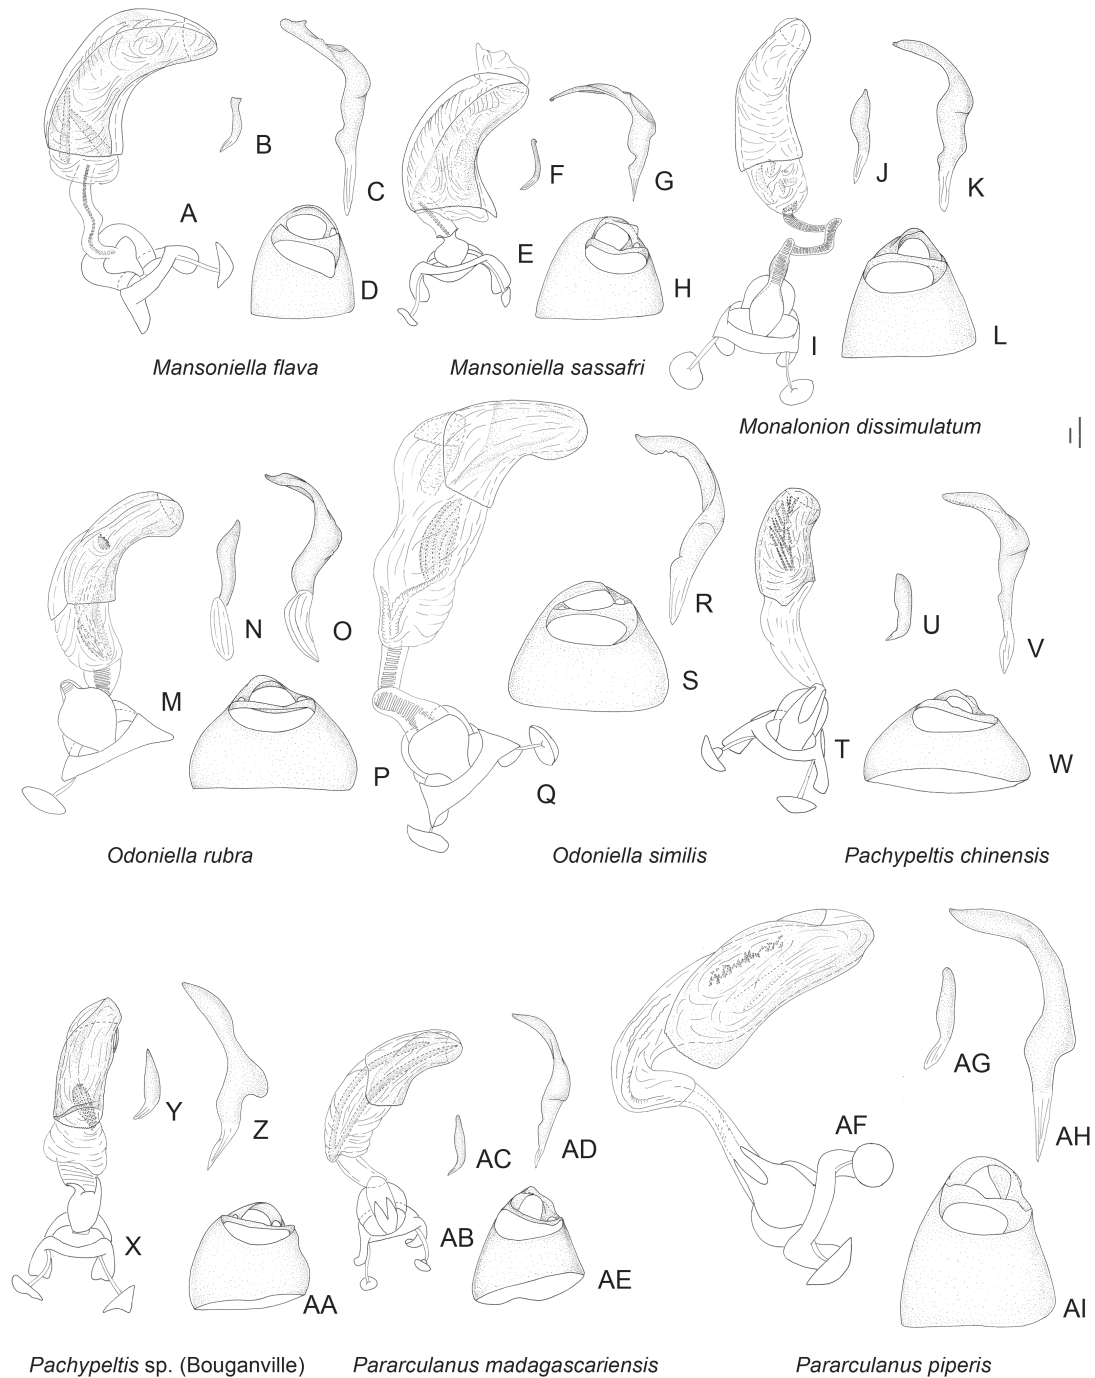 A
B
C
D
Mansoniella flava
E
F
G
H
Mansoniella sassafri
I
J
K
L
Monalonion dissimulatum
M
N
O
P
Odoniella rubra
Q
R
S
Odoniella similis
T
U
V
W
Pachypeltis chinensis
X
Y
Z
AA
Pachypeltis sp. (Bouganville)
AB
AC
AD
AE
Pararculanus madagascariensis
AF
AG
AH
AI
Pararculanus piperis